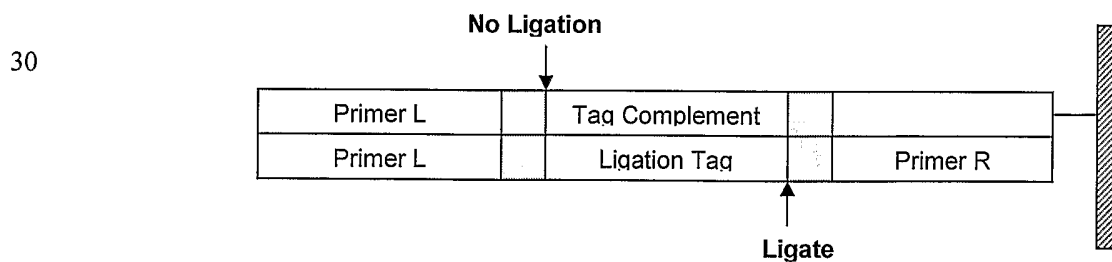 No Ligation
30
Primer L Tag Complement
Primer L Ligation Tag Primer R
Ligate